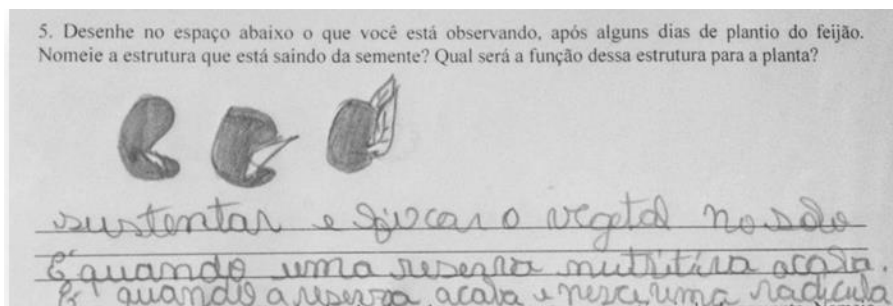 5. Desenhe no espaço abaixo o que você está observando, após alguns dias de plantio do feijão.
Nomeie a estrutura que está saindo da semente? Qual será a função dessa estrutura para a planta?
sustentar e fixar o vegetal no solo
É quando uma reserva nutritiva acaba.
quando a reserva acaba e nesci uma radicula